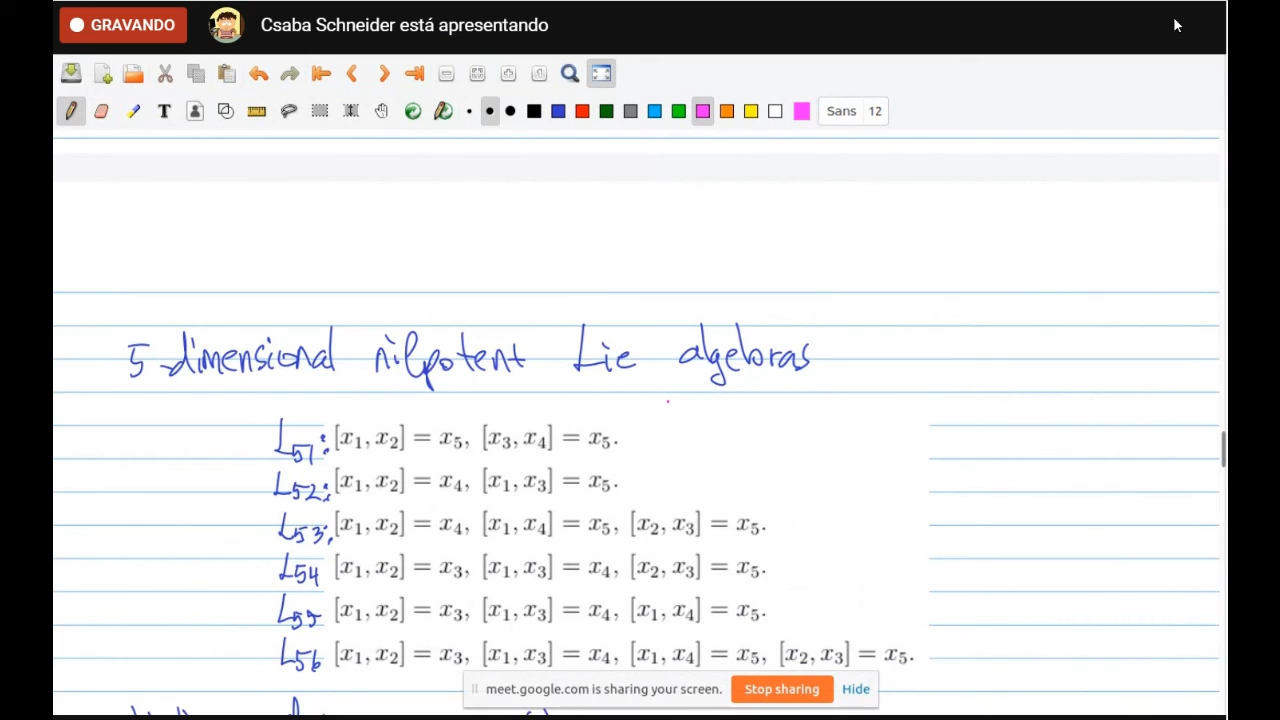 GRAVANDO Csaba Schneider está apresentando
T Sans 12
5-dimensional nilpotent Lie algebras
L₅₁: [x₁, x₂] = x₅, [x₃, x₄] = x₅.
L₅₂: [x₁, x₂] = x₄, [x₁, x₃] = x₅.
L₅₃: [x₁, x₂] = x₄, [x₁, x₄] = x₅, [x₂, x₃] = x₅.
L₅₄ [x₁, x₂] = x₃, [x₁, x₃] = x₄, [x₂, x₃] = x₅.
L₅₅ [x₁, x₂] = x₃, [x₁, x₃] = x₄, [x₁, x₄] = x₅.
L₅₆ [x₁, x₂] = x₃, [x₁, x₃] = x₄, [x₁, x₄] = x₅, [x₂, x₃] = x₅.
meet.google.com is sharing your screen. Stop sharing Hide